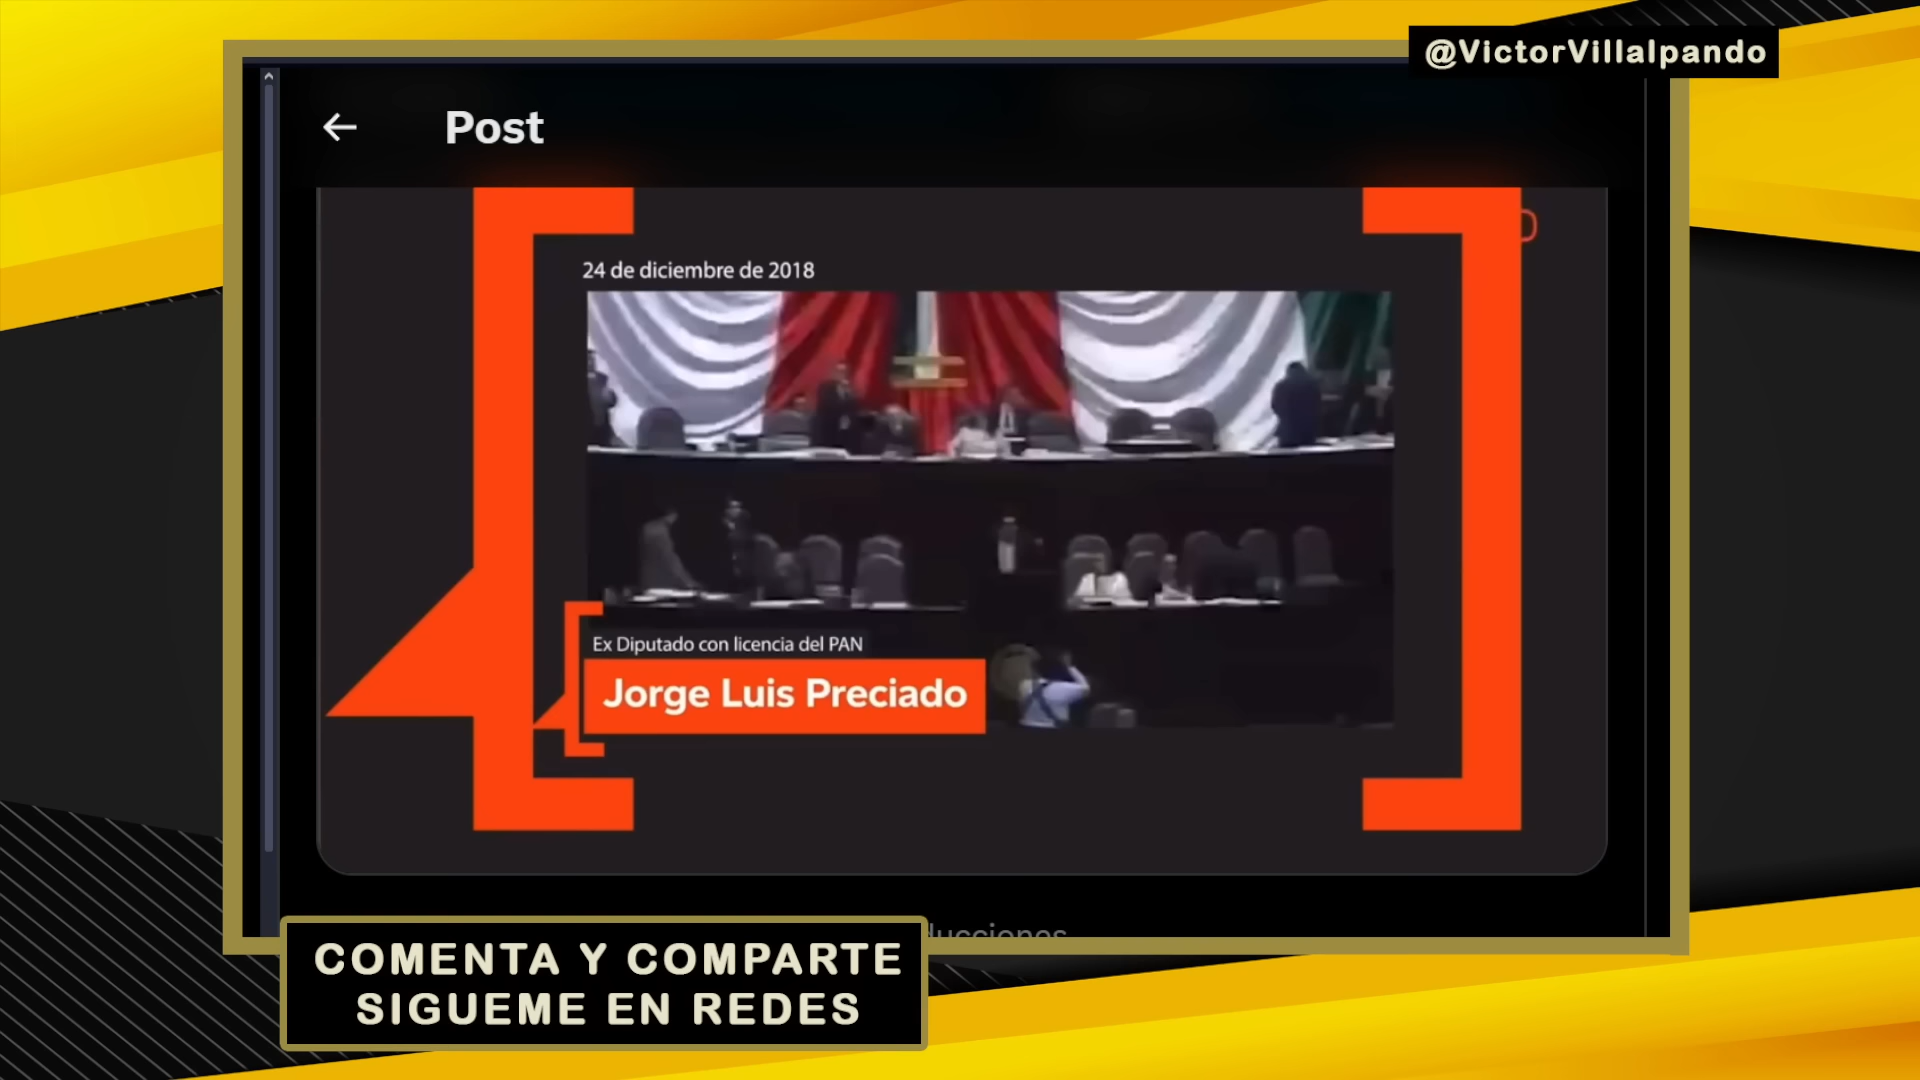 @VictorVillalpando
Post
24 de diciembre de 2018
Ex Diputado con licencia del PAN
Jorge Luis Preciado
COMENTA Y COMPARTE
SIGUEME EN REDES